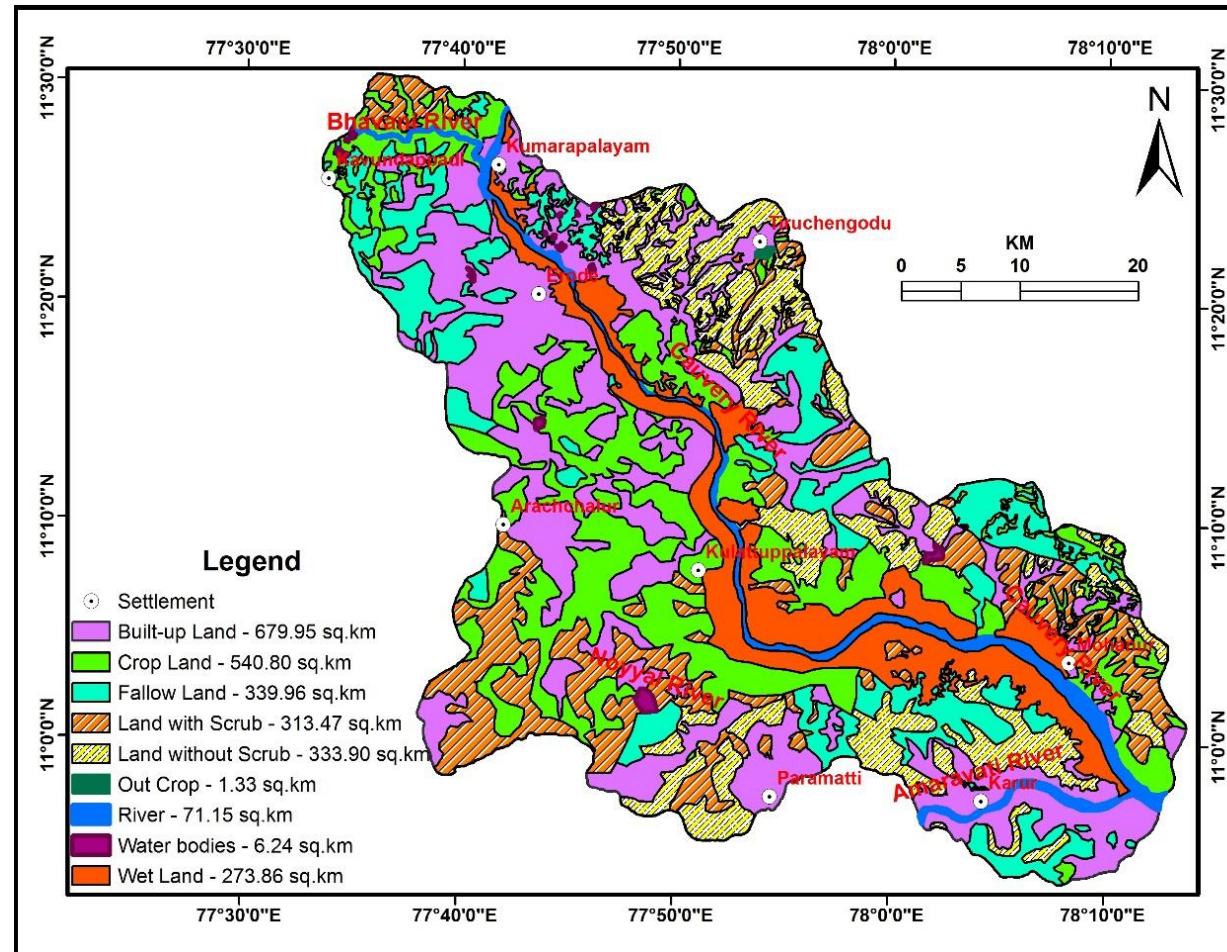 77°30'0"E 77°40'0"E 77°50'0"E 78°0'0"E 78°10'0"E
11°30'0"N 11°30'0"N
N
Bhavani River
Kumarapalayam
Kavundappadi
Tiruchengodu
KM
0 5 10 20
Erode
11°20'0"N 11°20'0"N
Cauvery River
Arachchalur
11°10'0"N 11°10'0"N
Kulattuppalayam
Cauvery River
Mohanur
Noyyal River
11°0'0"N 11°0'0"N
Paramatti
Amaravati River
Karur
Legend
Settlement
Built-up Land - 679.95 sq.km
Crop Land - 540.80 sq.km
Fallow Land - 339.96 sq.km
Land with Scrub - 313.47 sq.km
Land without Scrub - 333.90 sq.km
Out Crop - 1.33 sq.km
River - 71.15 sq.km
Water bodies - 6.24 sq.km
Wet Land - 273.86 sq.km
77°30'0"E 77°40'0"E 77°50'0"E 78°0'0"E 78°10'0"E